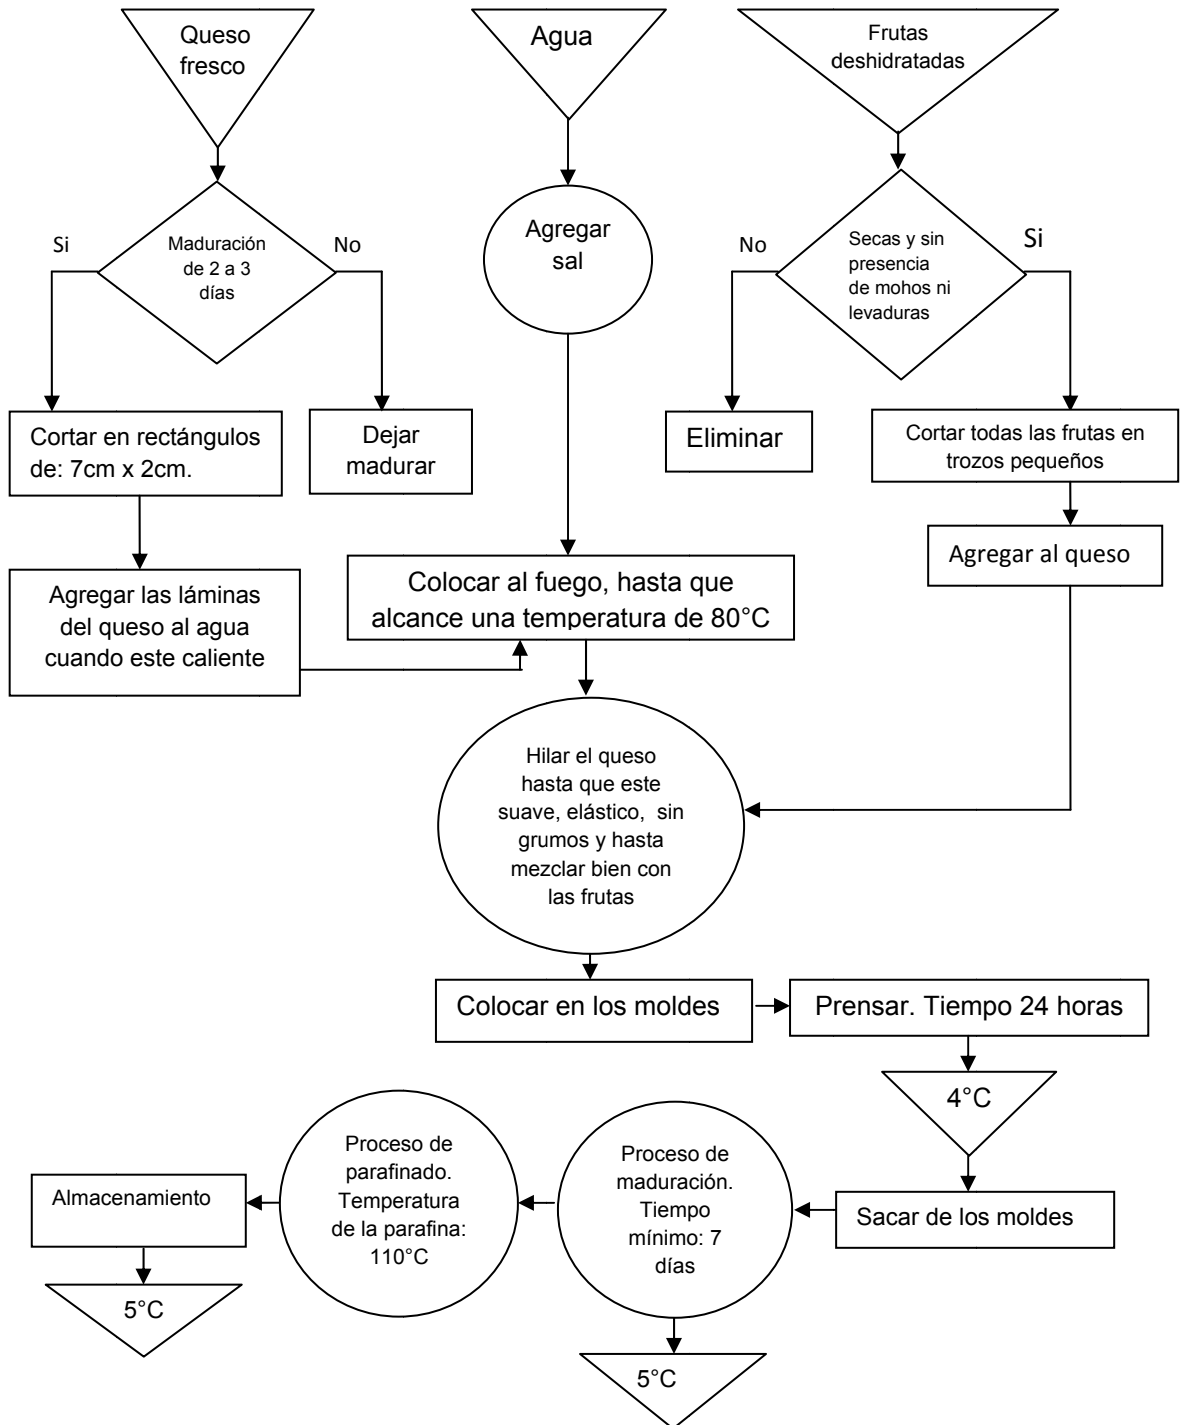 Queso
fresco
Agua
Frutas
deshidratadas
Si
Maduración
de 2 a 3
días
No
Agregar
sal
No
Secas y sin
presencia
de mohos ni
levaduras
Si
Cortar en rectángulos
de: 7cm x 2cm.
Dejar
madurar
Eliminar
Cortar todas las frutas en
trozos pequeños
Agregar al queso
Agregar las láminas
del queso al agua
cuando este caliente
Colocar al fuego, hasta que
alcance una temperatura de 80°C
Hilar el queso
hasta que este
suave, elástico, sin
grumos y hasta
mezclar bien con
las frutas
Colocar en los moldes
Prensar. Tiempo 24 horas
4°C
Sacar de los moldes
Proceso de
maduración.
Tiempo
mínimo: 7
días
5°C
Proceso de
parafinado.
Temperatura
de la parafina:
110°C
Almacenamiento
5°C